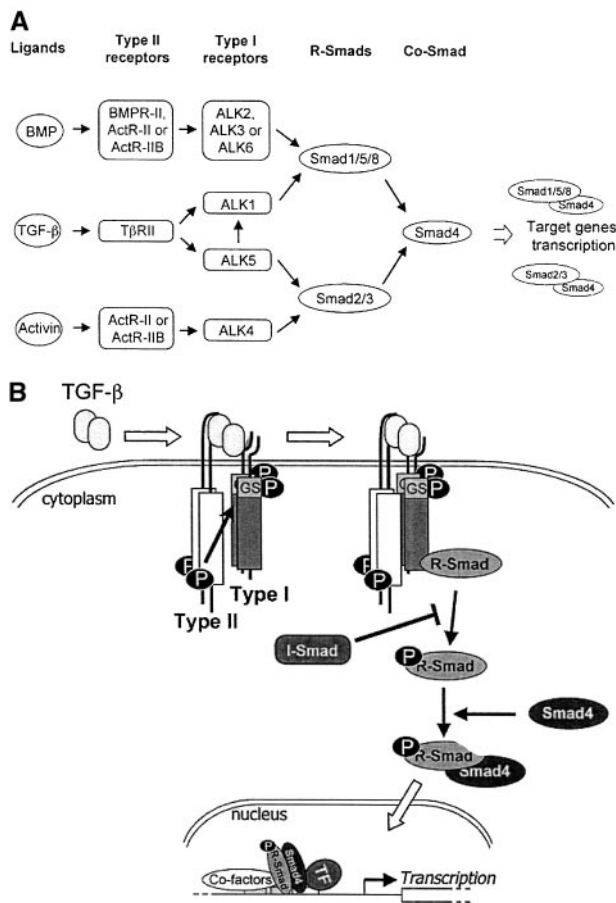 A
Ligands
Type II
receptors
Type I
receptors
R-Smads
Co-Smad
BMP
BMPR-II,
ActR-II or
ActR-IIB
ALK2,
ALK3 or
ALK6
Smad1/5/8
TGF-β
TβRII
ALK1
ALK5
Smad4
Smad1/5/8
Smad4
Target genes
transcription
Smad2/3
Smad4
Smad2/3
Activin
ActR-II or
ActR-IIB
ALK4
B
TGF-β
cytoplasm
P
GS
P
P
P
Type I
Type II
P
GS
P
P
P
R-Smad
I-Smad
P
R-Smad
Smad4
P
R-Smad
Smad4
nucleus
P
R-Smad
Smad4
TF
Co-factors
Transcription